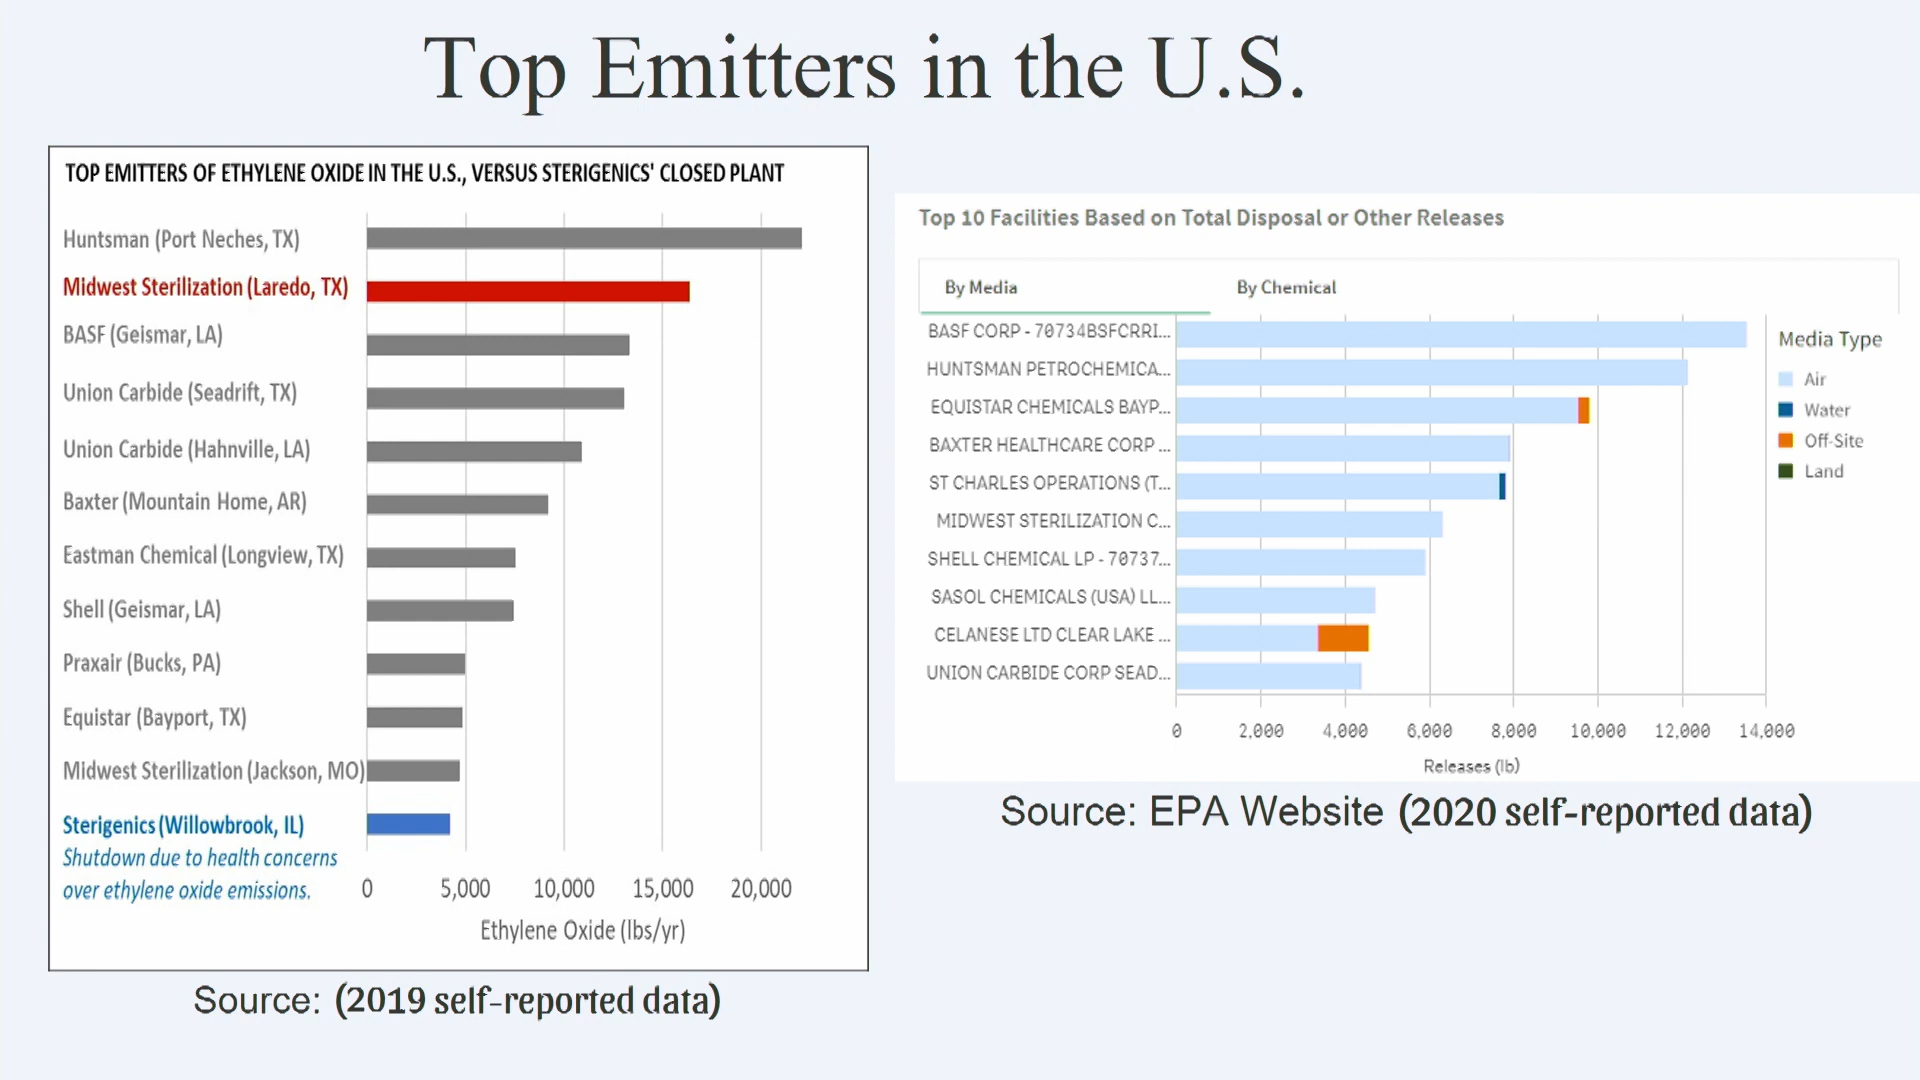 Top Emitters in the U.S.
TOP EMITTERS OF ETHYLENE OXIDE IN THE U.S., VERSUS STERIGENICS' CLOSED PLANT
Huntsman (Port Neches, TX)
Midwest Sterilization (Laredo, TX)
BASF (Geismar, LA)
Union Carbide (Seadrift, TX)
Union Carbide (Hahnville, LA)
Baxter (Mountain Home, AR)
Eastman Chemical (Longview, TX)
Shell (Geismar, LA)
Praxair (Bucks, PA)
Equistar (Bayport, TX)
Midwest Sterilization (Jackson, MO)
Sterigenics (Willowbrook, IL)
Shutdown due to health concerns
over ethylene oxide emissions.
0 5,000 10,000 15,000 20,000
Ethylene Oxide (lbs/yr)
Source: (2019 self-reported data)
Top 10 Facilities Based on Total Disposal or Other Releases
By Media By Chemical
BASF CORP - 70734BSFCRRI...
HUNTSMAN PETROCHEMICA...
EQUISTAR CHEMICALS BAYP...
BAXTER HEALTHCARE CORP ...
ST CHARLES OPERATIONS (T...
MIDWEST STERILIZATION C...
SHELL CHEMICAL LP - 70737...
SASOL CHEMICALS (USA) LL...
CELANESE LTD CLEAR LAKE ...
UNION CARBIDE CORP SEAD...
0 2,000 4,000 6,000 8,000 10,000 12,000 14,000
Releases (lb)
Media Type
Air
Water
Off-Site
Land
Source: EPA Website (2020 self-reported data)